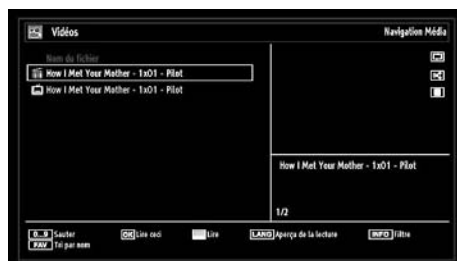 Vidéos
Navigation Média
Nom du fichier
How I Met Your Mother - 1x01 - Pilot
How I Met Your Mother - 1x01 - Pilot
How I Met Your Mother - 1x01 - Pilot
1/2
0...9 Sauter
OK Lire ceci
Lire
LANG Aperçu de la lecture
INFO Filtre
FAV Tri par nom